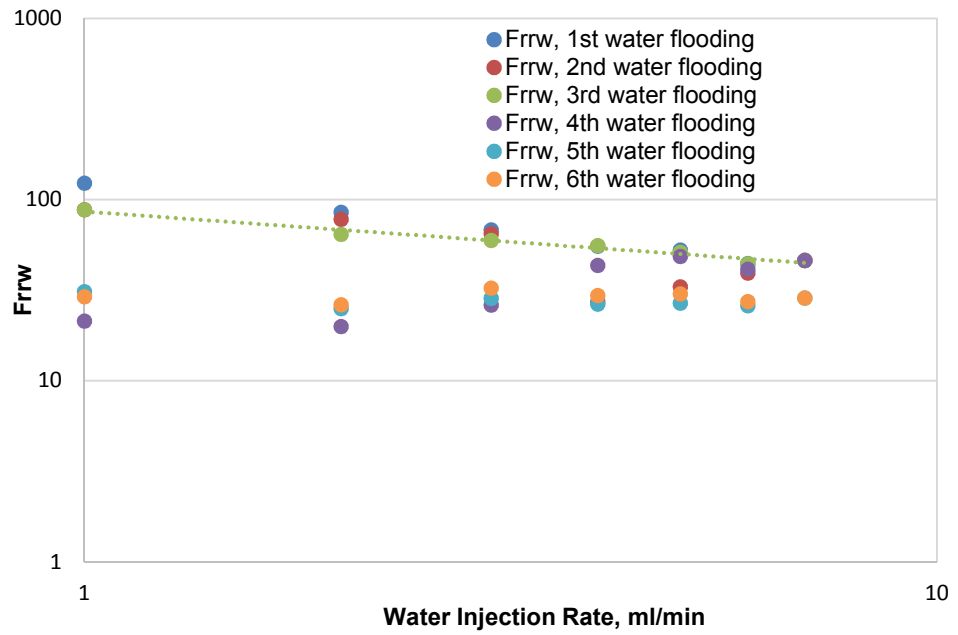 1000
Frrw, 1st water flooding
Frrw, 2nd water flooding
Frrw, 3rd water flooding
Frrw, 4th water flooding
Frrw, 5th water flooding
Frrw, 6th water flooding
100
Frrw
10
1
1
10
Water Injection Rate, ml/min